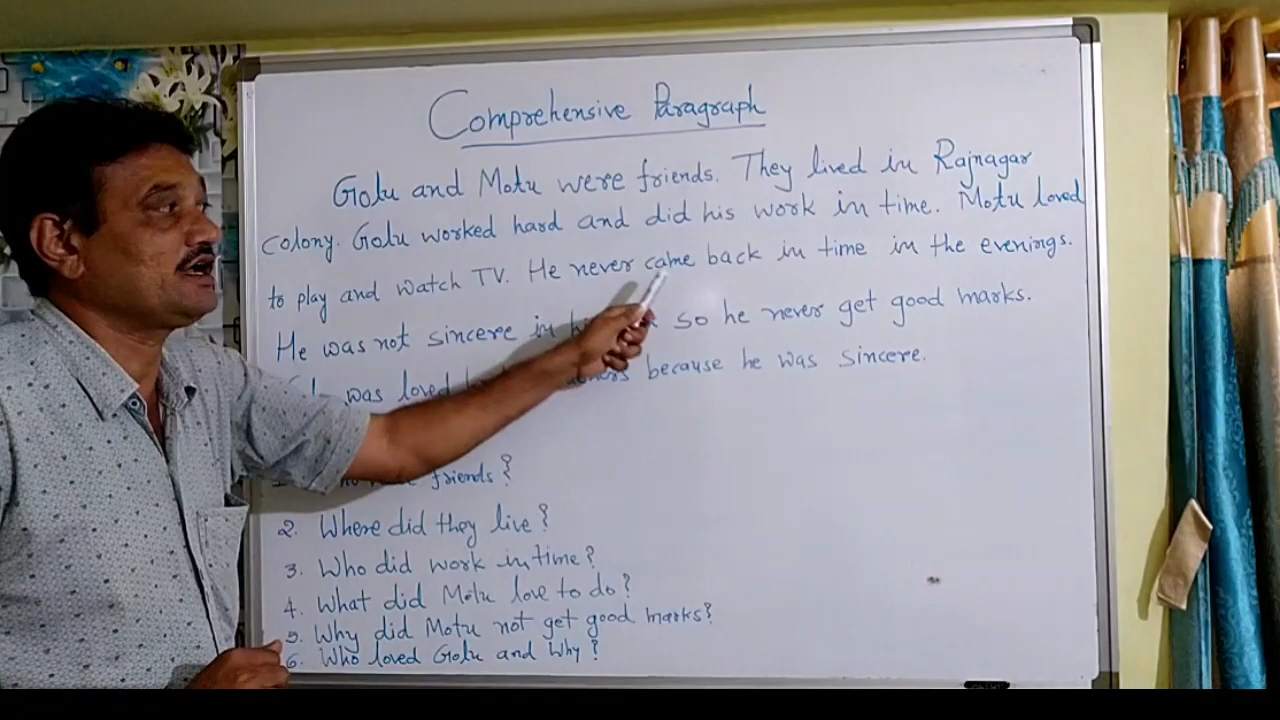 Comprehensive Paragraph
Golu and Motu were friends. They lived in Rajnagar
Colony. Golu worked hard and did his work in time. Motu loved
to play and watch TV. He never came back in time in the evenings.
He was not sincere in so he never get good marks.
was loved because he was sincere.
friends?
2. Where did they live?
3. Who did work in time?
4. What did Motu love to do?
5. Why did Motu not get good marks?
6. Who loved Golu and Why?